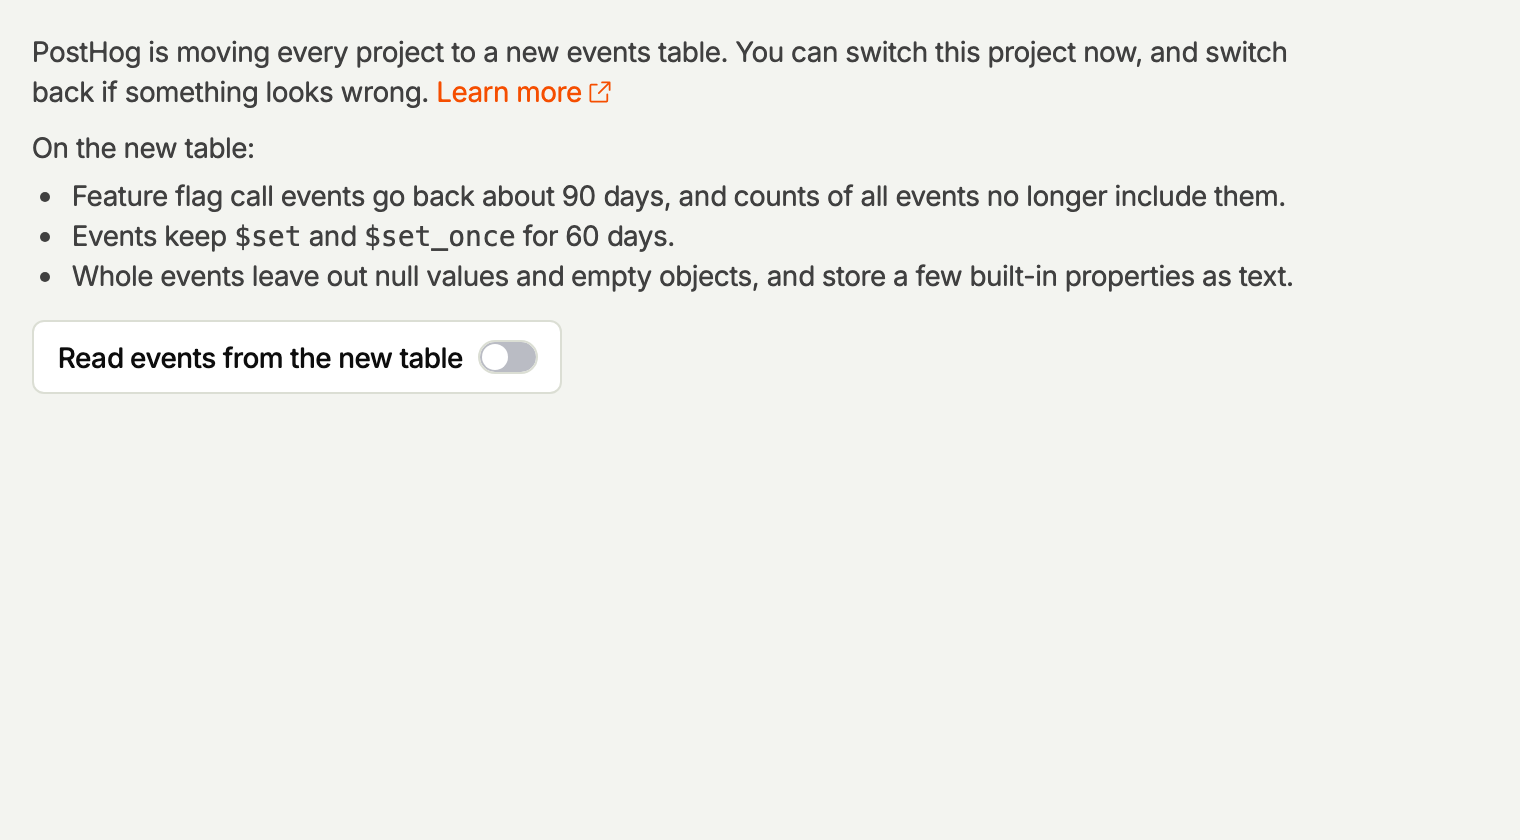 PostHog is moving every project to a new events table. You can switch this project now, and switch
back if something looks wrong. Learn more
On the new table:
• Feature flag call events go back about 90 days, and counts of all events no longer include them.
• Events keep $set and $set_once for 60 days.
• Whole events leave out null values and empty objects, and store a few built-in properties as text.
Read events from the new table